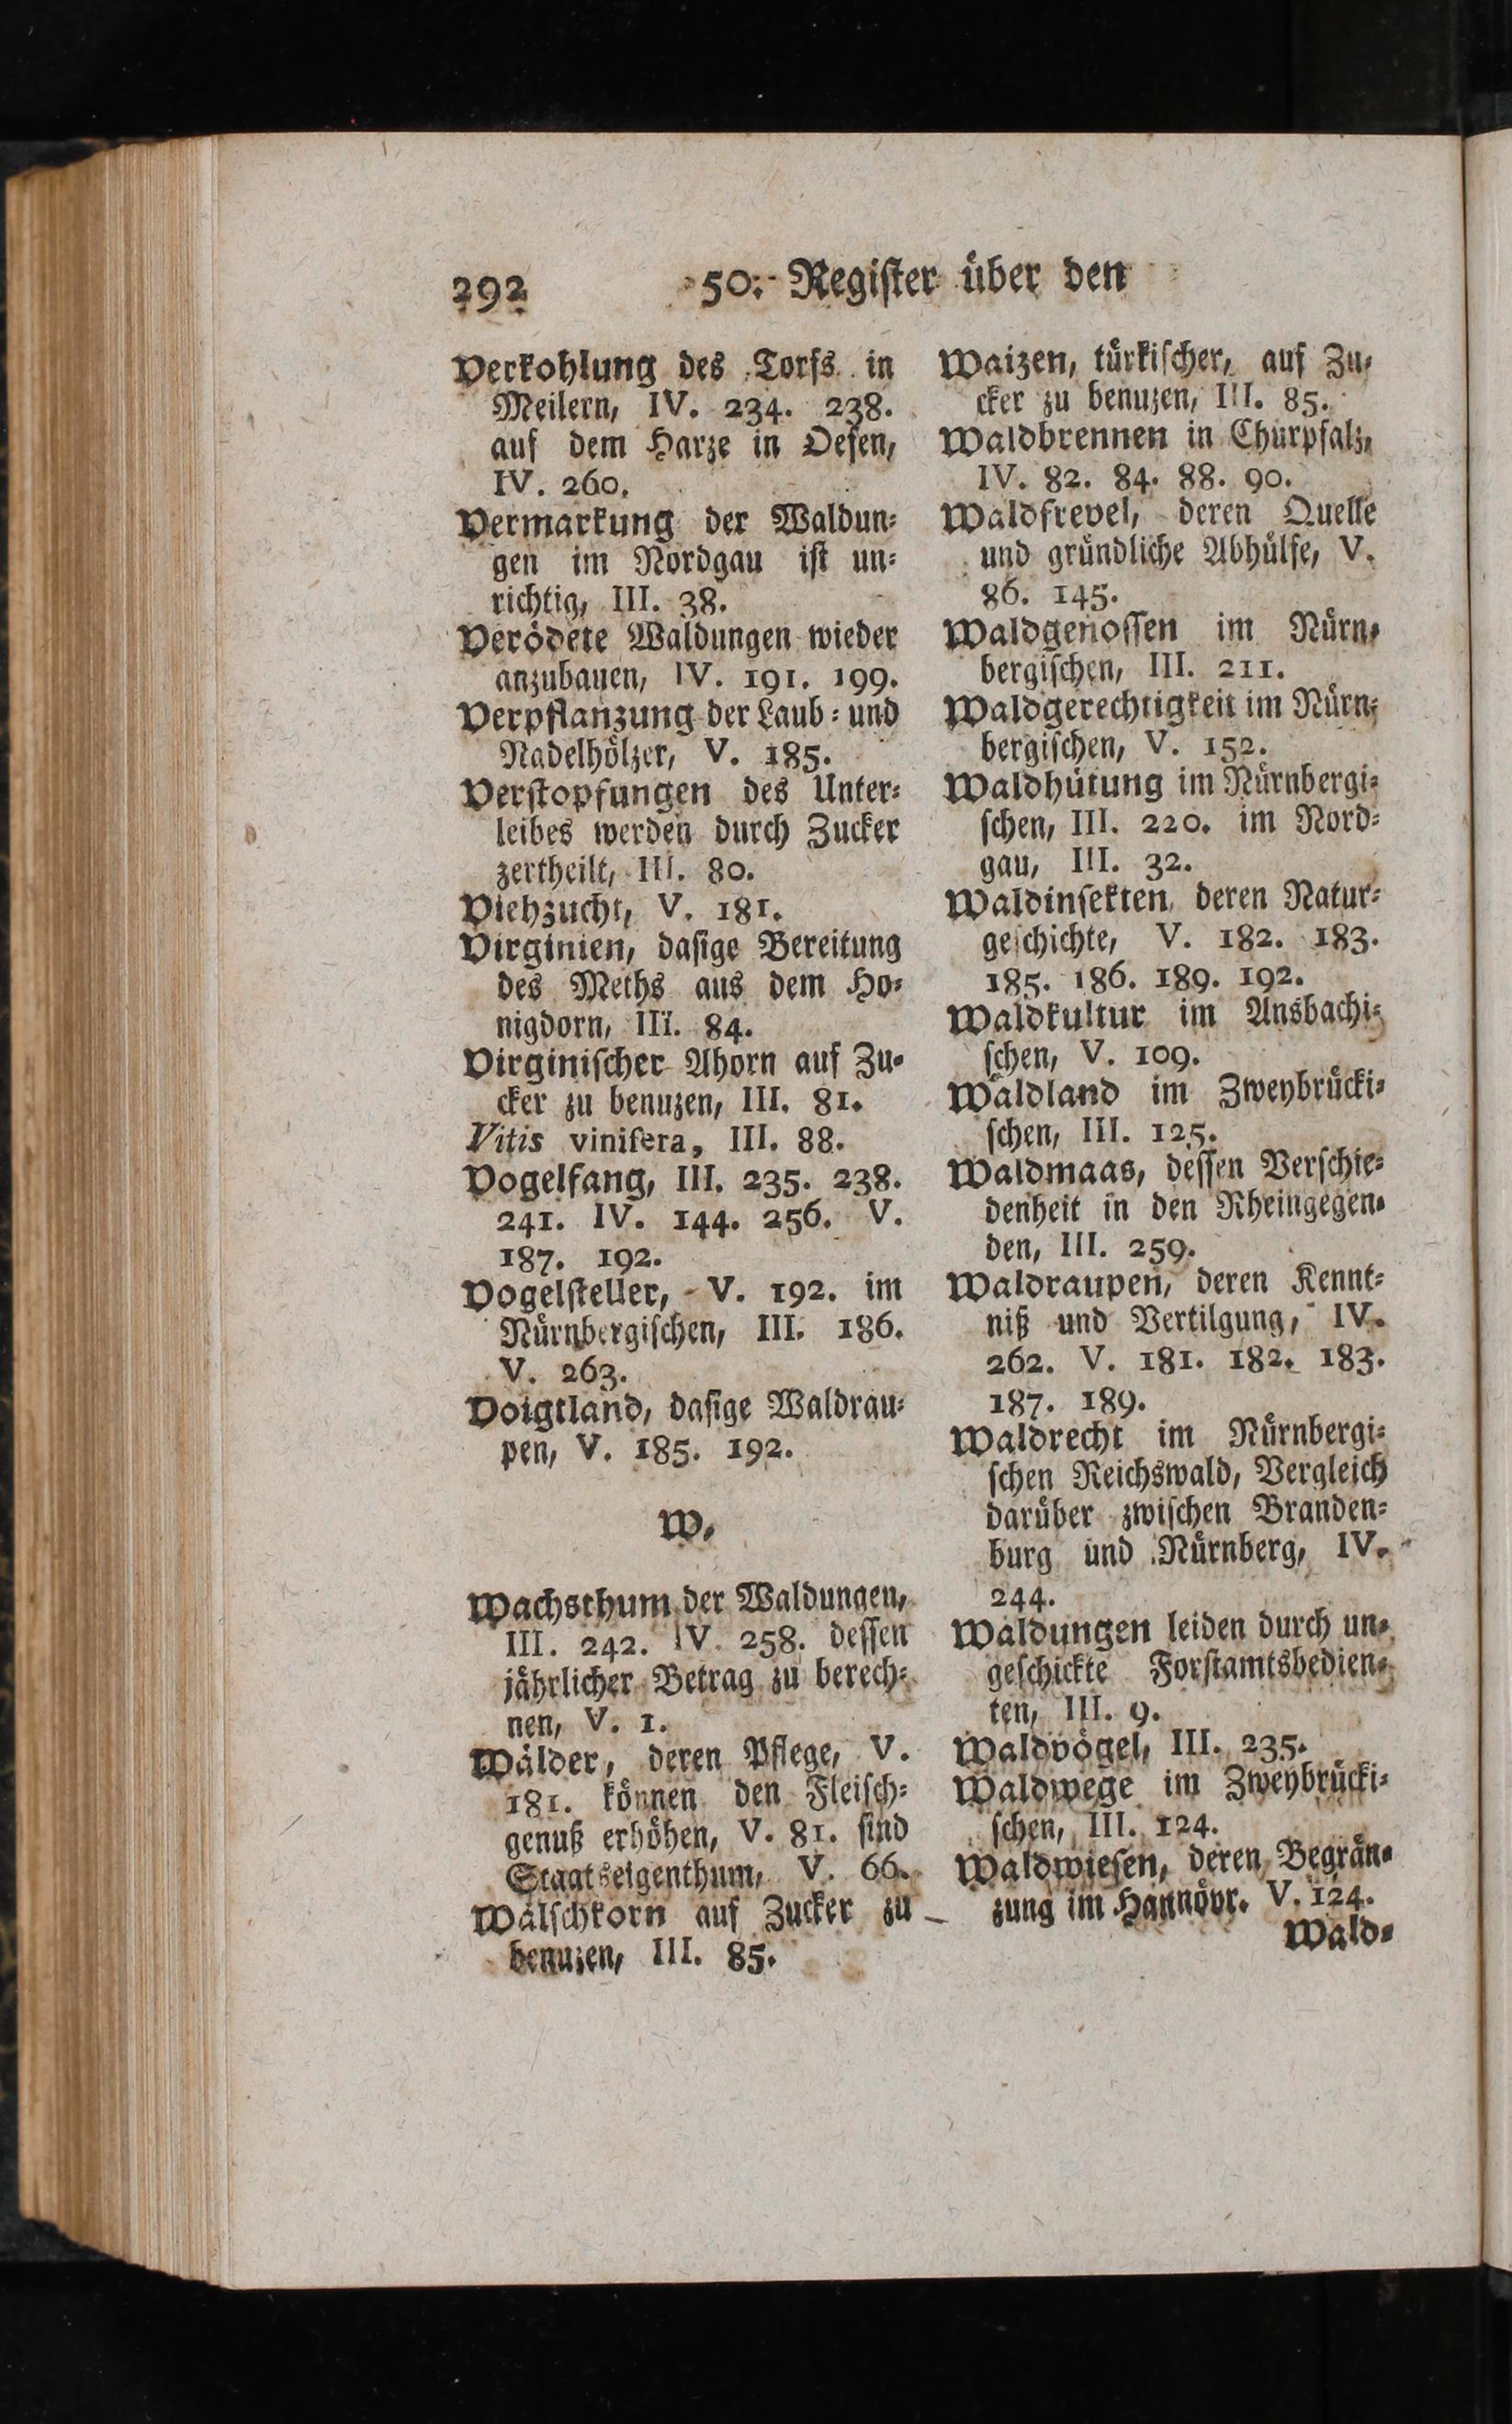 292 50. Register über den
Verkohlung des Torfs in
Meilern, IV. 234. 238.
auf dem Harze in Oefen,
IV. 260.
Vermarkung der Waldun-
gen im Nordgau ist un-
richtig, III. 38.
Verödete Waldungen wieder
anzubauen, IV. 191. 199.
Verpflanzung der Laub- und
Nadelhölzer, V. 185.
Verstopfungen des Unter-
leibes werden durch Zucker
zertheilt, III. 80.
Viehzucht, V. 181.
Virginien, dasige Bereitung
des Meths aus dem Ho-
nigdorn, III. 84.
Virginischer Ahorn auf Zu-
cker zu benuzen, III. 81.
Vitis vinifera, III. 88.
Vogelfang, III. 235. 238.
241. IV. 144. 256. V.
187. 192.
Vogelsteller, V. 192. im
Nürnbergischen, III. 186.
V. 263.
Voigtland, dasige Waldrau-
pen, V. 185. 192.
W.
Wachsthum der Waldungen,
III. 242. IV. 258. dessen
jährlicher Betrag zu berech-
nen, V. 1.
Wälder, deren Pflege, V.
181. können den Fleisch-
genuß erhöhen, V. 81. sind
Staatseigenthum, V. 66.
Wälschkorn auf Zucker zu
benuzen, III. 85.
Waizen, türkischer, auf Zu-
cker zu benuzen, III. 85.
Waldbrennen in Churpfalz,
IV. 82. 84. 88. 90.
Waldfrevel, deren Quelle
und gründliche Abhülfe, V.
86. 145.
Waldgenossen im Nürn-
bergischen, III. 211.
Waldgerechtigkeit im Nürn-
bergischen, V. 152.
Waldhütung im Nürnbergi-
schen, III. 220. im Nord-
gau, III. 32.
Waldinsekten deren Natur-
geschichte, V. 182. 183.
185. 186. 189. 192.
Waldkultur im Ansbachi-
schen, V. 109.
Waldland im Zweybrücki-
schen, III. 125.
Waldmaas, dessen Verschie-
denheit in den Rheingegen-
den, III. 259.
Waldraupen, deren Kennt-
niß und Vertilgung, IV.
262. V. 181. 182. 183.
187. 189.
Waldrecht im Nürnbergi-
schen Reichswald, Vergleich
darüber zwischen Branden-
burg und Nürnberg, IV.
244.
Waldungen leiden durch un-
geschickte Forstamtsbedien-
ten, III. 9.
Waldvögel, III. 235.
Waldwege im Zweybrücki-
schen, III. 124.
Waldwiesen, deren Begrän-
zung im Hannövr. V. 124.
Wald-